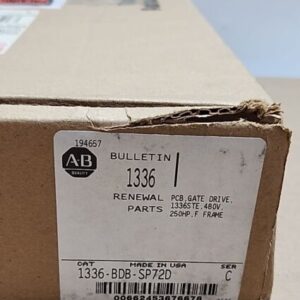 194657
AB
QUALITY
BULLETIN
1336
RENEWAL
PARTS
PCB,GATE DRIVE,
1336STE,480V,
250HP,F FRAME
CAT MADE IN USA SER
1336-BDB-SP72D C